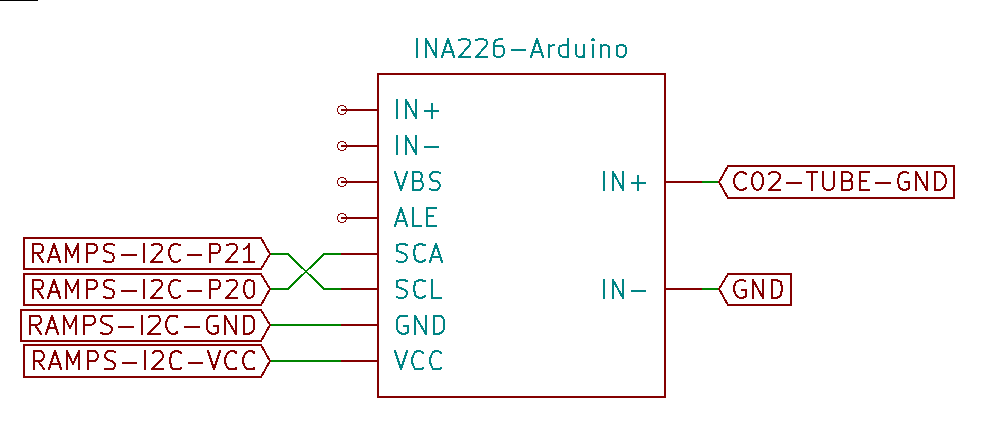 INA226-Arduino
IN+
IN-
VBS
ALE
SCA
SCL
GND
VCC
IN+
IN-
RAMPS-I2C-P21
RAMPS-I2C-P20
RAMPS-I2C-GND
RAMPS-I2C-VCC
C02-TUBE-GND
GND